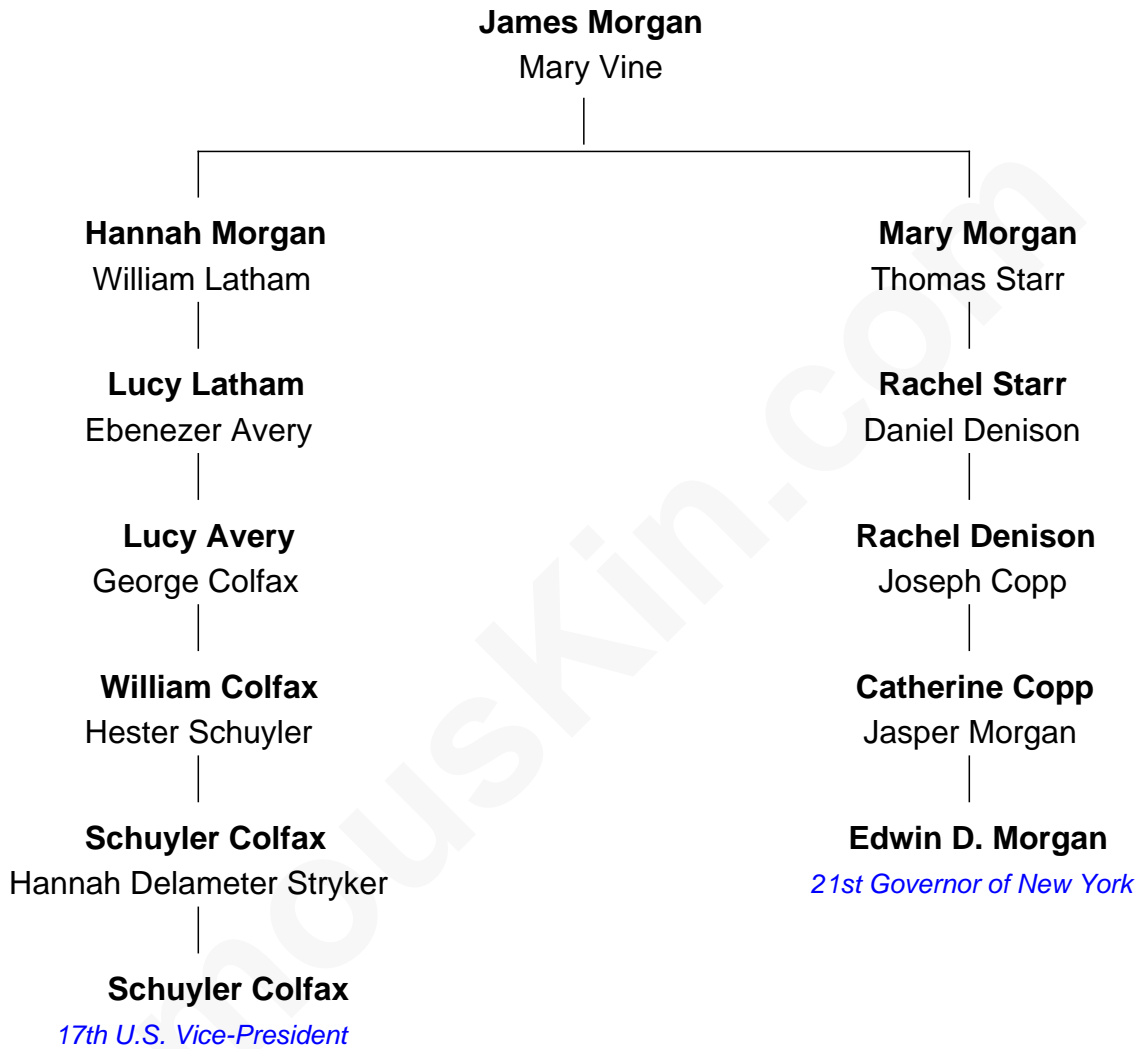 James Morgan
Mary Vine
Hannah Morgan
William Latham
Mary Morgan
Thomas Starr
Lucy Latham
Ebenezer Avery
Rachel Starr
Daniel Denison
Lucy Avery
George Colfax
Rachel Denison
Joseph Copp
William Colfax
Hester Schuyler
Catherine Copp
Jasper Morgan
Schuyler Colfax
Hannah Delameter Stryker
Edwin D. Morgan
21st Governor of New York
Schuyler Colfax
17th U.S. Vice-President
mousKin.com